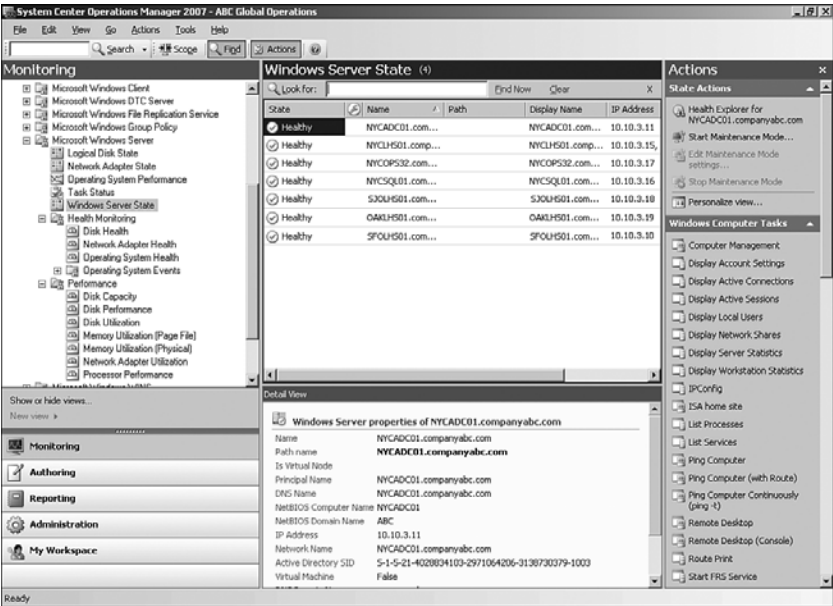 System Center Operations Manager 2007 - ABC Global Operations
File Edit View Go Actions Tools Help
Search Scope Find Actions
Monitoring
Microsoft Windows Client
Microsoft Windows DTC Server
Microsoft Windows File Replication Service
Microsoft Windows Group Policy
Microsoft Windows Server
Logical Disk State
Network Adapter State
Operating System Performance
Task Status
Windows Server State
Health Monitoring
Disk Health
Network Adapter Health
Operating System Health
Operating System Events
Performance
Disk Capacity
Disk Performance
Disk Utilization
Memory Utilization (Page File)
Memory Utilization (Physical)
Network Adapter Utilization
Processor Performance
Microsoft Windows WINS
Show or hide views...
New view
Monitoring
Authoring
Reporting
Administration
My Workspace
Windows Server State (4)
Look for: Find Now Clear X
State Name / Path Display Name IP Address
Healthy NYCADC01.com... NYCADC01.com... 10.10.3.11
Healthy NYCLHS01.comp... NYCLHS01.comp... 10.10.3.15,
Healthy NYCOPS32.com... NYCOPS32.com... 10.10.3.17
Healthy NYCSQL01.com... NYCSQL01.com... 10.10.3.16
Healthy SJOLHS01.com... SJOLHS01.com... 10.10.3.18
Healthy OAKLHS01.com... OAKLHS01.com... 10.10.3.19
Healthy SFOLHS01.com... SFOLHS01.com... 10.10.3.10
Detail View
Windows Server properties of NYCADC01.companyabc.com
Name NYCADC01.companyabc.com
Path name NYCADC01.companyabc.com
Is Virtual Node
Principal Name NYCADC01.companyabc.com
DNS Name NYCADC01.companyabc.com
NetBIOS Computer Name NYCADC01
NetBIOS Domain Name ABC
IP Address 10.10.3.11
Network Name NYCADC01.companyabc.com
Active Directory SID S-1-5-21-4028834103-2971064206-3138730379-1003
Virtual Machine False
Actions x
State Actions
Health Explorer for
NYCADC01.companyabc.com
Start Maintenance Mode...
Edit Maintenance Mode
settings...
Stop Maintenance Mode
Personalize view...
Windows Computer Tasks
Computer Management
Display Account Settings
Display Active Connections
Display Active Sessions
Display Local Users
Display Network Shares
Display Server Statistics
Display Workstation Statistics
IPConfig
ISA home site
List Processes
List Services
Ping Computer
Ping Computer (with Route)
Ping Computer Continuously
(ping -t)
Remote Desktop
Remote Desktop (Console)
Route Print
Start FRS Service
Ready